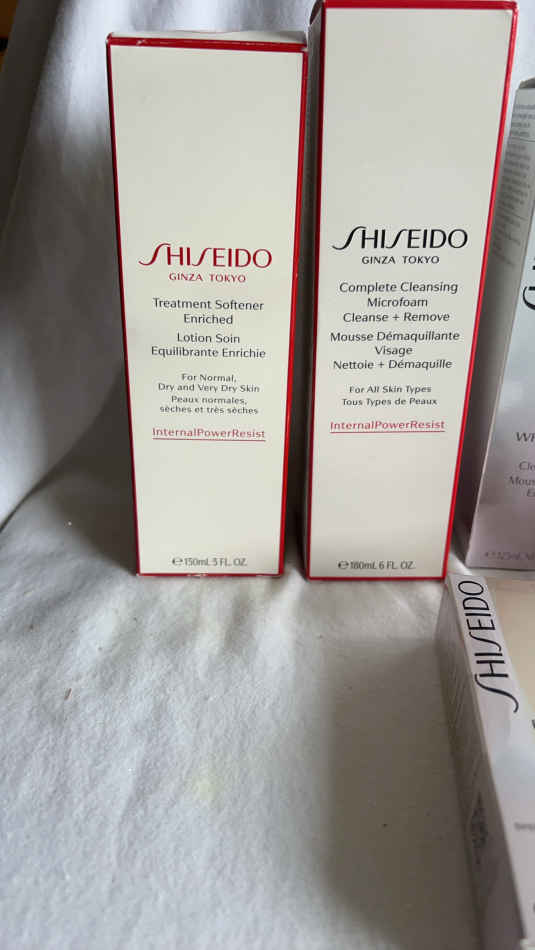 SHISEIDO
GINZA TOKYO
Treatment Softener
Enriched
Lotion Soin
Equilibrante Enrichie
For Normal,
Dry and Very Dry Skin
Peaux normales,
sèches et très sèches
InternalPowerResist
℮150mL 5 FL. OZ.
SHISEIDO
GINZA TOKYO
Complete Cleansing
Microfoam
Cleanse + Remove
Mousse Démaquillante
Visage
Nettoie + Démaquille
For All Skin Types
Tous Types de Peaux
InternalPowerResist
℮180mL 6 FL. OZ.
℮125mL
SHISEIDO